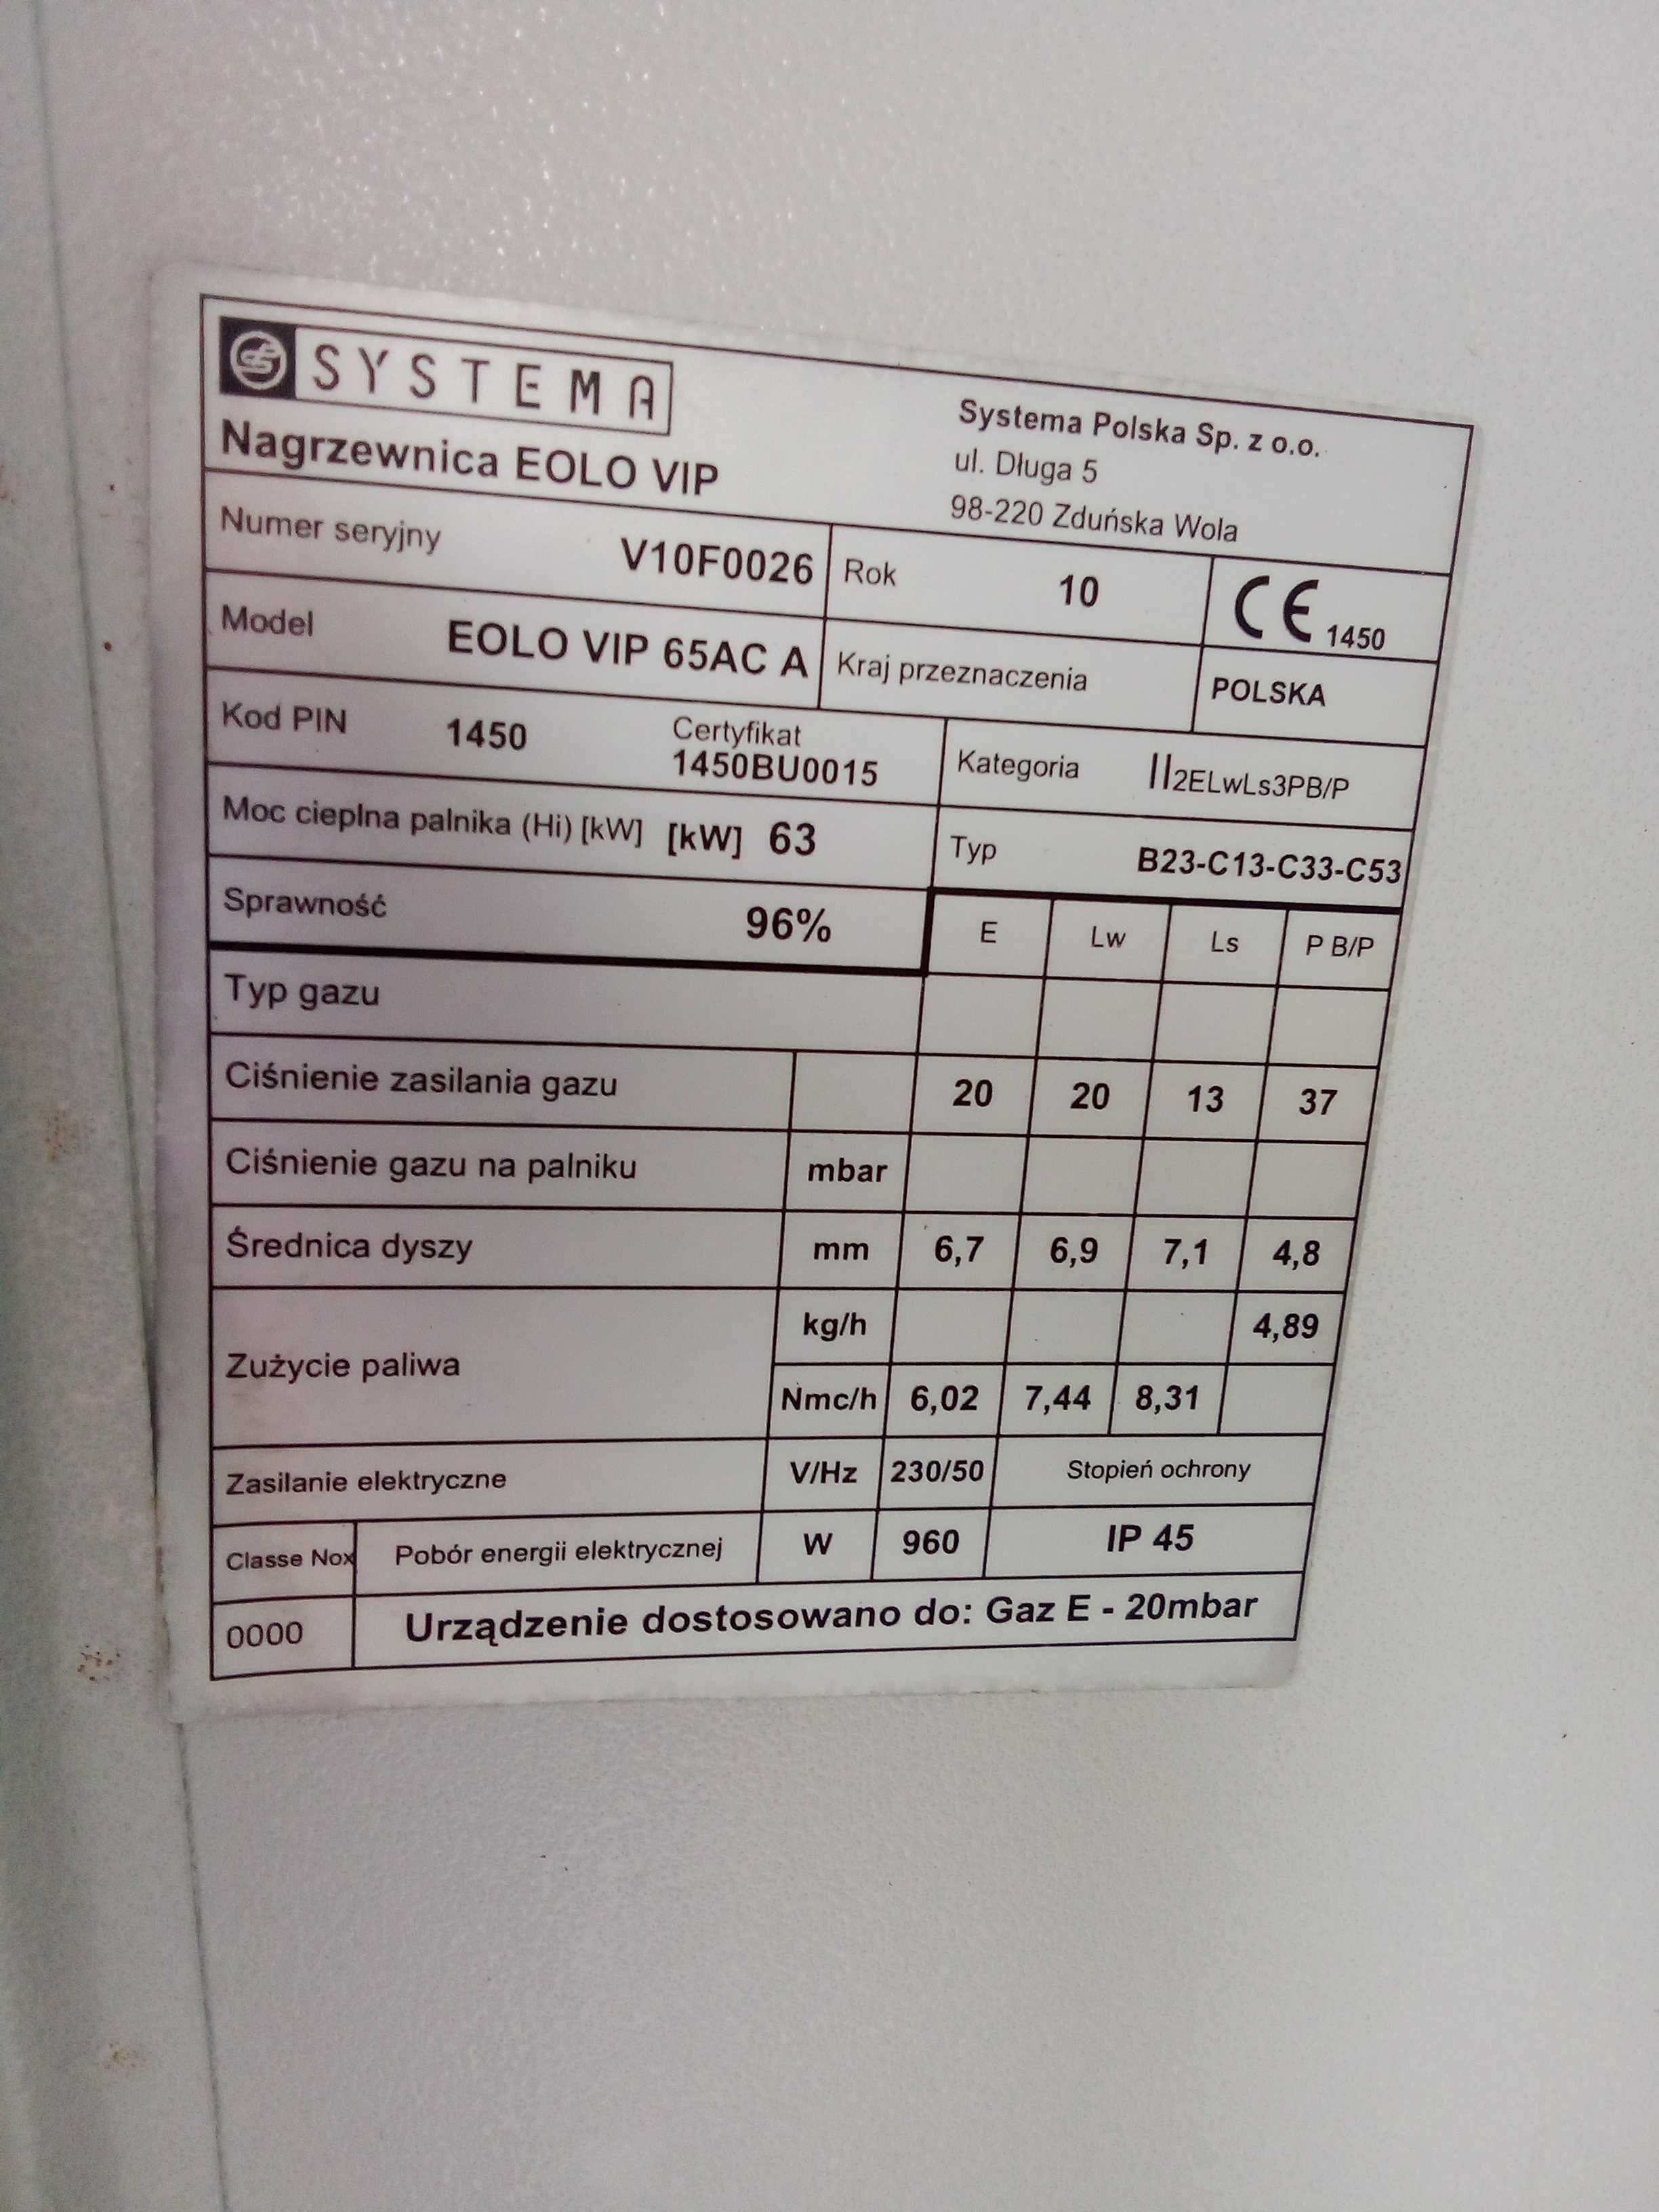 SYSTEMA
Nagrzewnica EOLO VIP
Systema Polska Sp. z o.o.
ul. Długa 5
98-220 Zduńska Wola
Numer seryjny V10F0026 Rok 10 CE 1450
Model EOLO VIP 65AC A Kraj przeznaczenia POLSKA
Kod PIN 1450 Certyfikat 1450BU0015 Kategoria II2ELwLs3PB/P
Moc cieplna palnika (Hi) [kW] [kW] 63 Typ B23-C13-C33-C53
Sprawność 96% E Lw Ls P B/P
Typ gazu
Ciśnienie zasilania gazu 20 20 13 37
Ciśnienie gazu na palniku mbar
Średnica dyszy mm 6,7 6,9 7,1 4,8
Zużycie paliwa kg/h 4,89
Nmc/h 6,02 7,44 8,31
Zasilanie elektryczne V/Hz 230/50 Stopień ochrony
Classe Nox Pobór energii elektrycznej W 960 IP 45
0000 Urządzenie dostosowano do: Gaz E - 20mbar